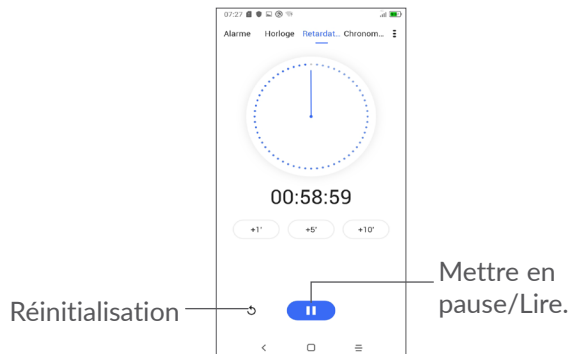 07:27
Alarme Horloge Retardat... Chronom...
00:58:59
+1' +5' +10'
Mettre en
pause/Lire.
Réinitialisation